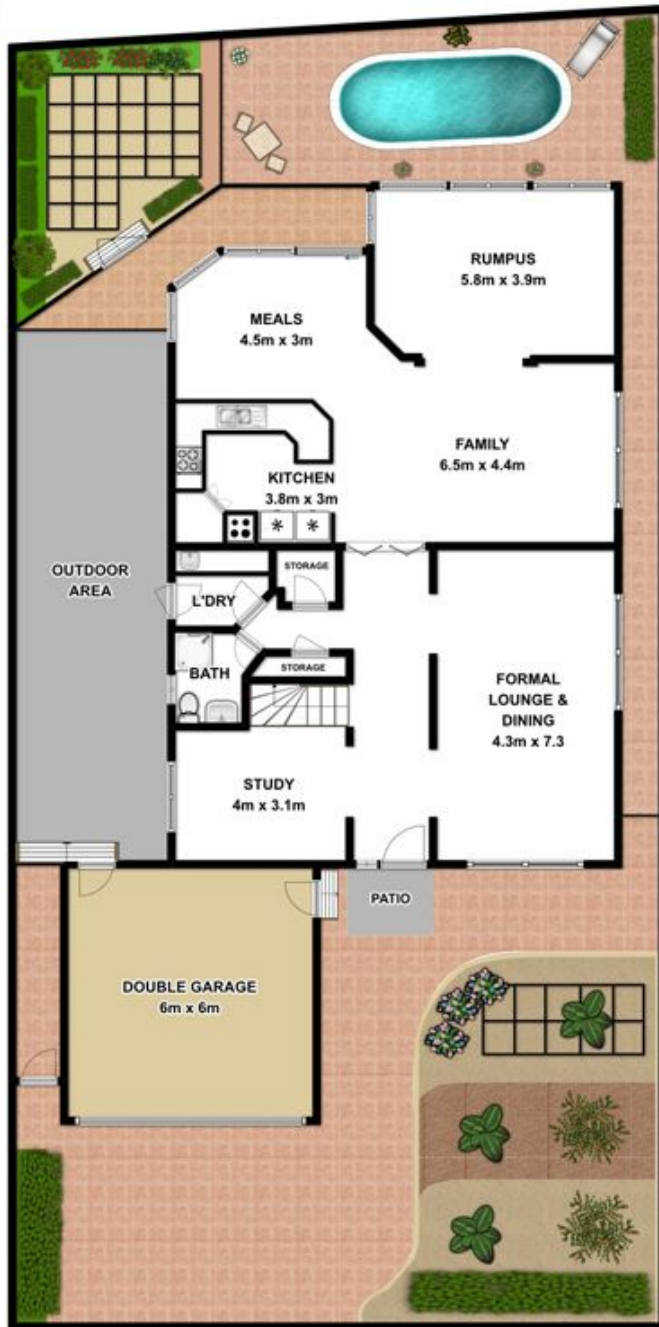 RUMPUS
5.8m x 3.9m
MEALS
4.5m x 3m
FAMILY
6.5m x 4.4m
KITCHEN
3.8m x 3m
OUTDOOR
AREA
STORAGE
L'DRY
STORAGE
BATH
FORMAL
LOUNGE &
DINING
4.3m x 7.3
STUDY
4m x 3.1m
PATIO
DOUBLE GARAGE
6m x 6m